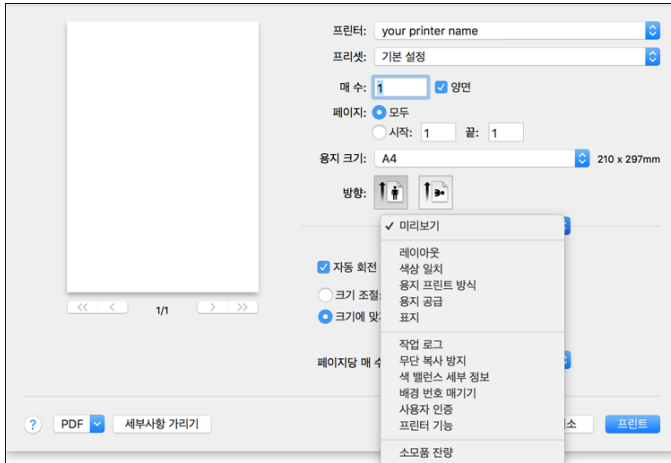 프린터: your printer name
프리셋: 기본 설정
매 수: 1 양면
페이지: 모두
시작: 1 끝: 1
용지 크기: A4 210 x 297mm
방향:
✓ 미리보기
레이아웃
자동 회전
색상 일치
용지 프린트 방식
크기 조절:
용지 공급
표지
크기에 맞
<< < 1/1 > >>
작업 로그
페이지당 매
무단 복사 방지
색 밸런스 세부 정보
배경 번호 매기기
사용자 인증
프린터 기능
소모품 잔량
? PDF 세부사항 가리기 프린트